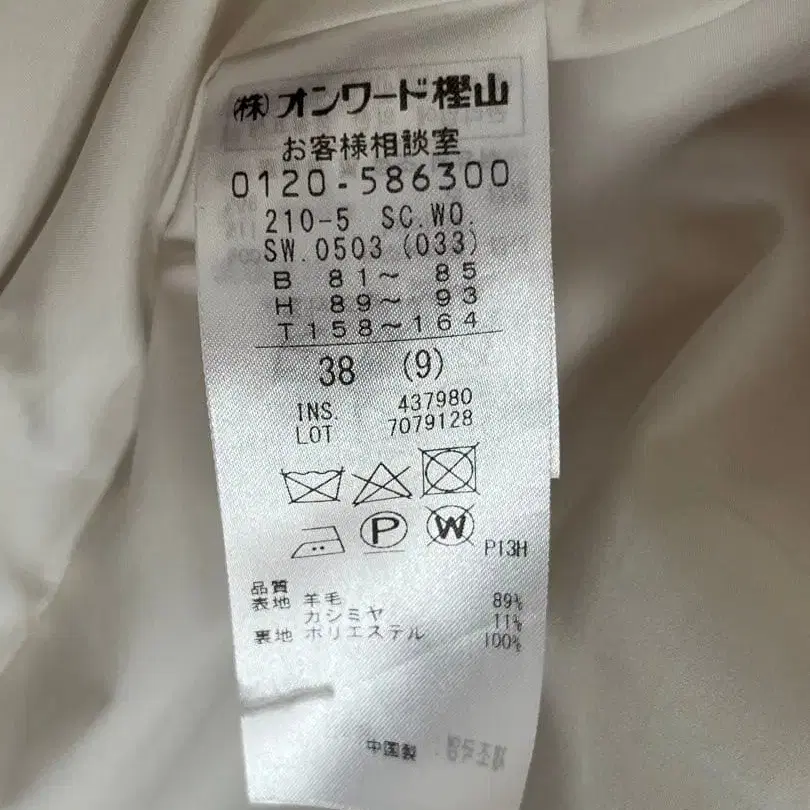 (株)オンワード樫山
お客様相談室
0120-586300
210-5 SC.WO.
SW.0503 (033)
B 81〜 85
H 89〜 93
T158〜164
38 (9)
INS. 437980
LOT 7079128
P W P13H
品質
表地 羊毛 89%
カシミヤ 11%
裏地 ポリエステル 100%
中国製